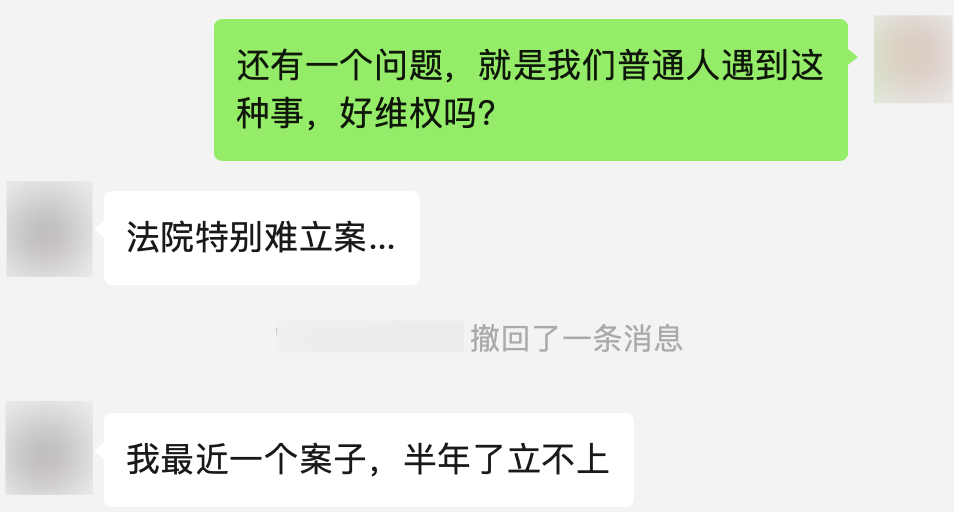 还有一个问题，就是我们普通人遇到这
种事，好维权吗？
法院特别难立案...
撤回了一条消息
我最近一个案子，半年了立不上